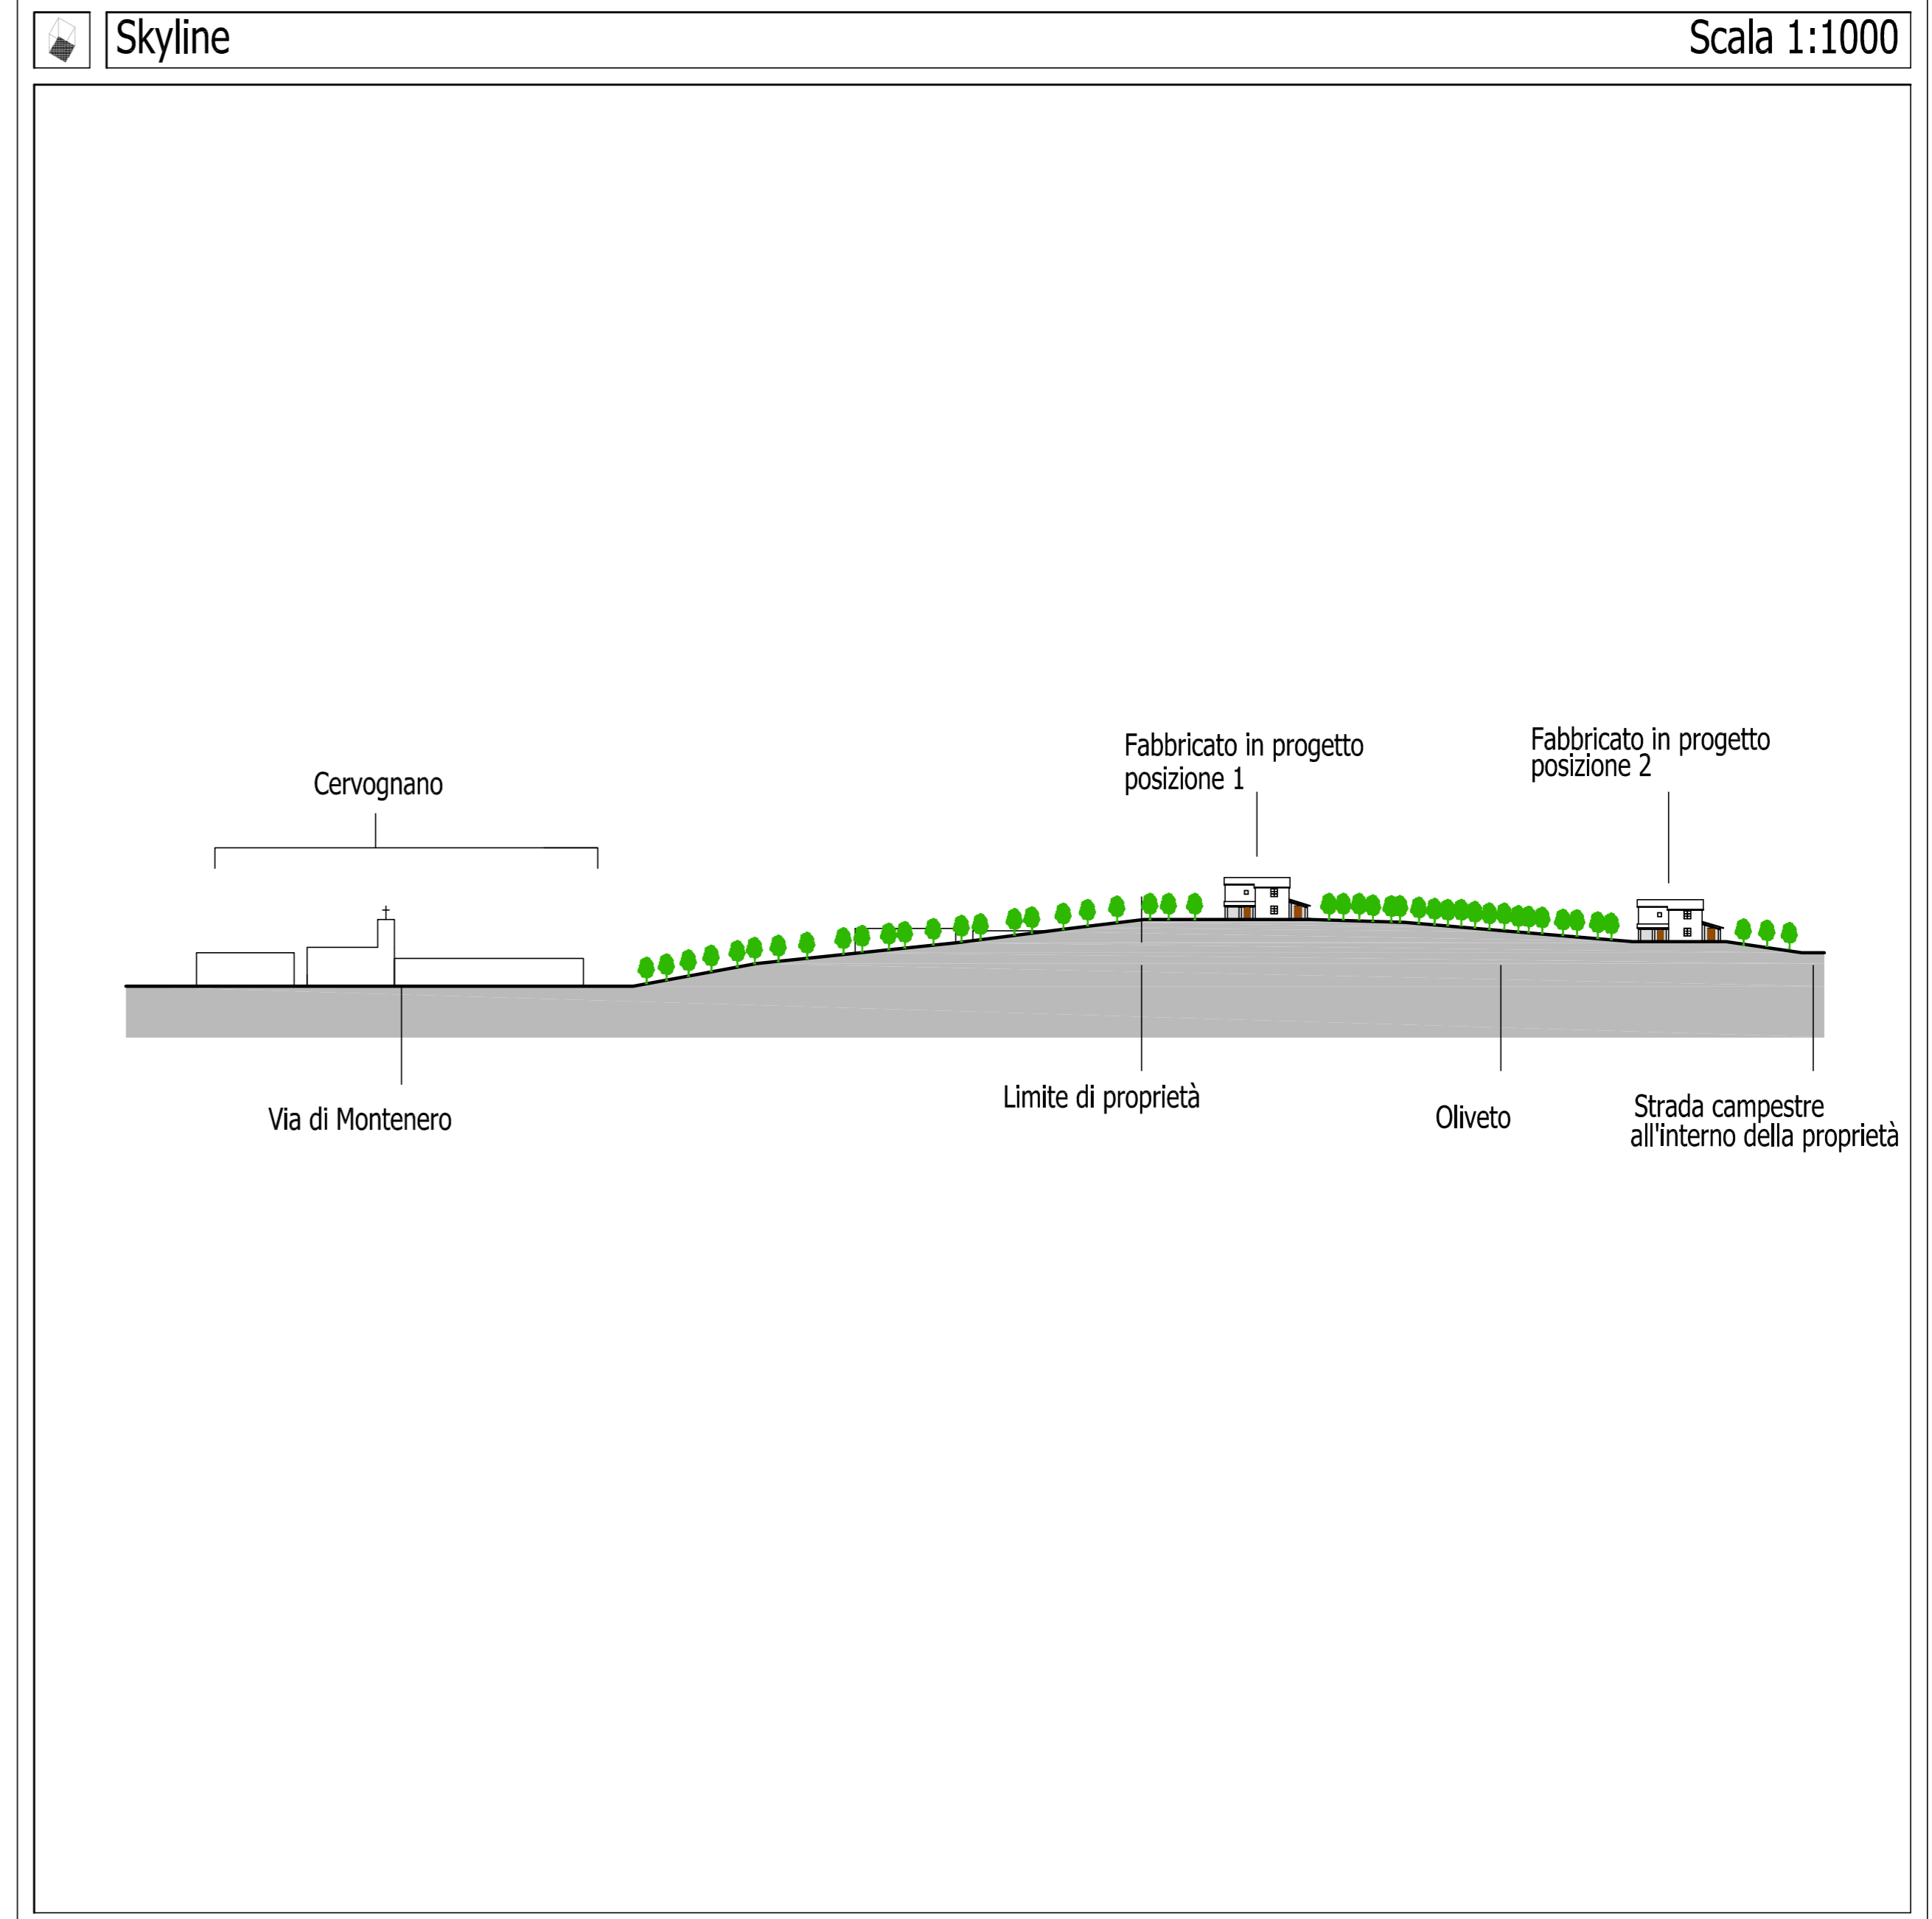 Skyline
Scala 1:1000
Cervognano
Fabbricato in progetto
posizione 1
Fabbricato in progetto
posizione 2
Via di Montenero
Limite di proprietà
Oliveto
Strada campestre
all'interno della proprietà